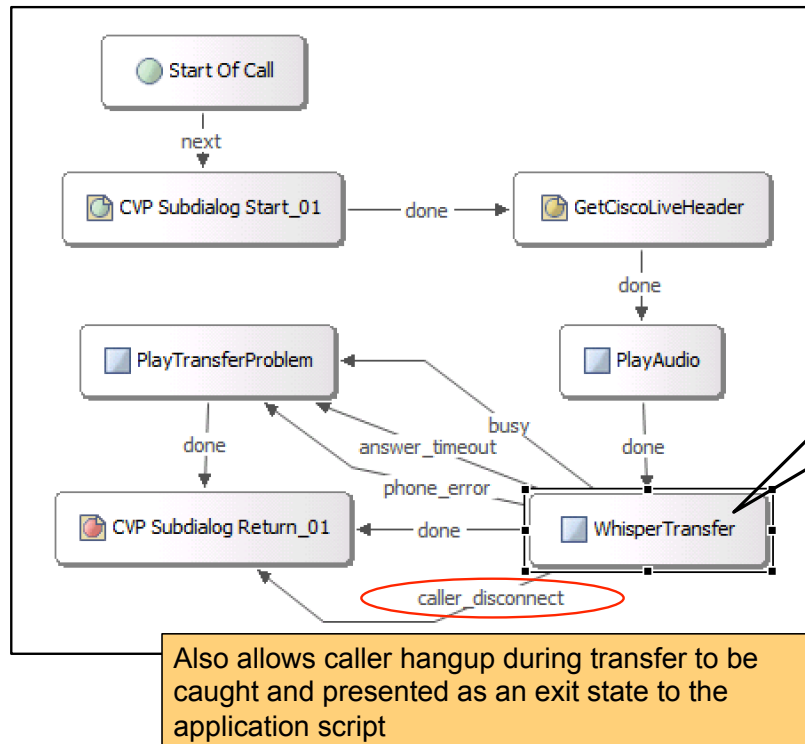 Start Of Call
next
CVP Subdialog Start_01
done
GetCiscoLiveHeader
done
PlayTransferProblem
PlayAudio
busy
done
answer_timeout
done
phone_error
CVP Subdialog Return_01
done
WhisperTransfer
caller_disconnect
Also allows caller hangup during transfer to be
caught and presented as an exit state to the
application script